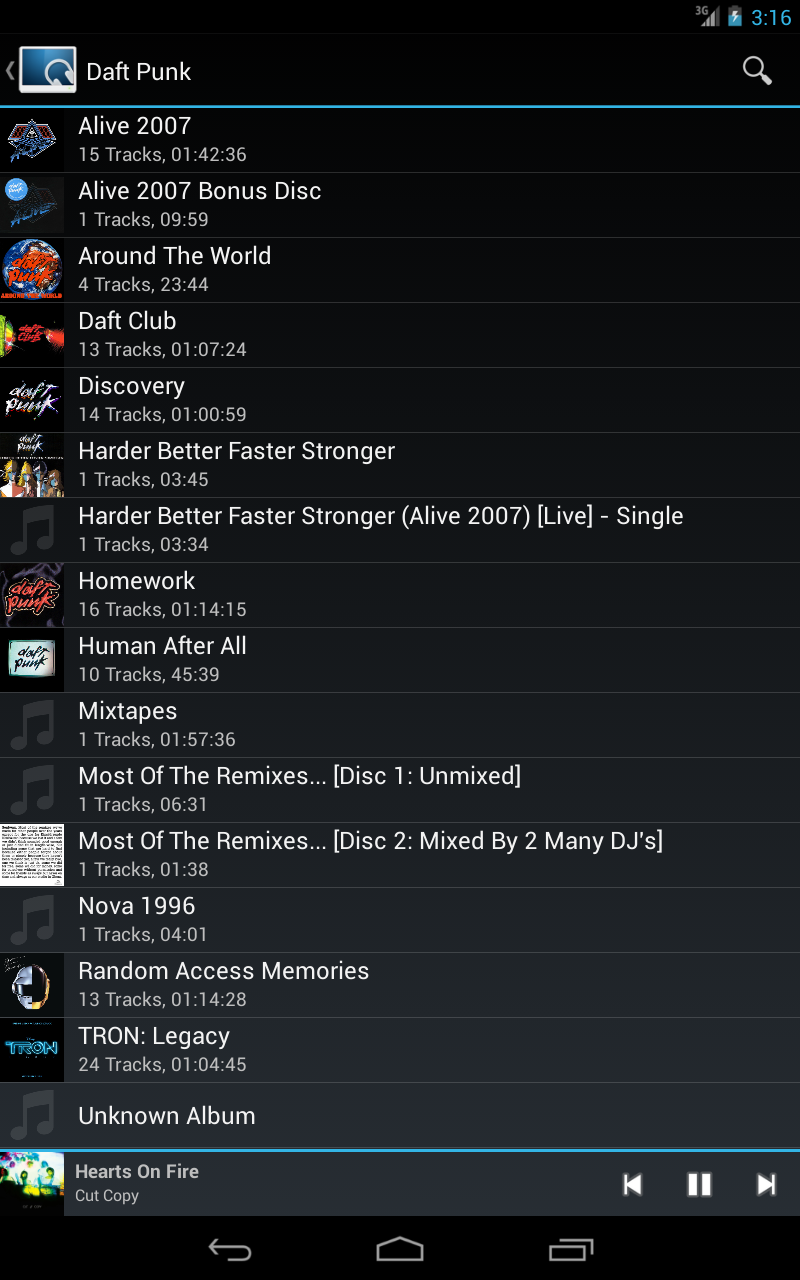 3G 3:16
Daft Punk
Alive 2007
15 Tracks, 01:42:36
Alive 2007 Bonus Disc
1 Tracks, 09:59
Around The World
4 Tracks, 23:44
Daft Club
13 Tracks, 01:07:24
Discovery
14 Tracks, 01:00:59
Harder Better Faster Stronger
1 Tracks, 03:45
Harder Better Faster Stronger (Alive 2007) [Live] - Single
1 Tracks, 03:34
Homework
16 Tracks, 01:14:15
Human After All
10 Tracks, 45:39
Mixtapes
1 Tracks, 01:57:36
Most Of The Remixes... [Disc 1: Unmixed]
1 Tracks, 06:31
Most Of The Remixes... [Disc 2: Mixed By 2 Many DJ's]
1 Tracks, 01:38
Nova 1996
1 Tracks, 04:01
Random Access Memories
13 Tracks, 01:14:28
TRON
TRON: Legacy
24 Tracks, 01:04:45
Unknown Album
Hearts On Fire
Cut Copy